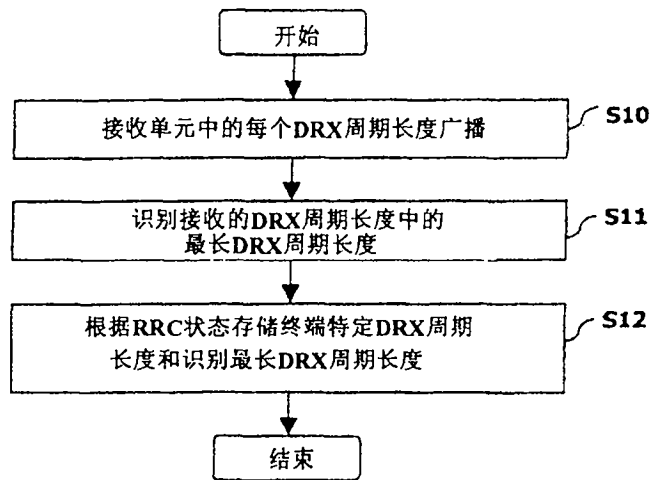 开始
接收单元中的每个DRX周期长度广播
S10
识别接收的DRX周期长度中的
最长DRX周期长度
S11
根据RRC状态存储终端特定DRX周期
长度和识别最长DRX周期长度
S12
结束